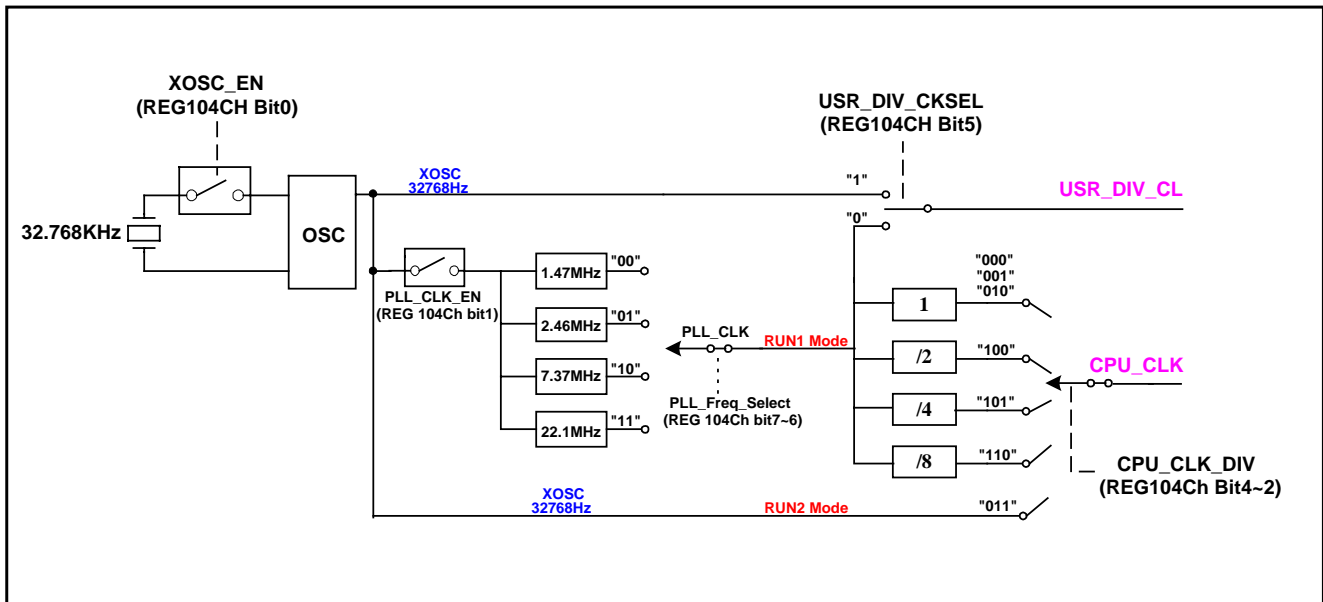 XOSC_EN
(REG104CH Bit0)
USR_DIV_CKSEL
(REG104CH Bit5)
XOSC
32768Hz
"1"
USR_DIV_CL
"0"
32.768KHz
OSC
PLL_CLK_EN
(REG 104Ch bit1)
1.47MHz
"00"
2.46MHz
"01"
7.37MHz
"10"
22.1MHz
"11"
PLL_CLK
RUN1 Mode
PLL_Freq_Select
(REG 104Ch bit7~6)
"000"
"001"
"010"
1
/2
"100"
/4
"101"
/8
"110"
CPU_CLK
CPU_CLK_DIV
(REG104Ch Bit4~2)
XOSC
32768Hz
RUN2 Mode
"011"